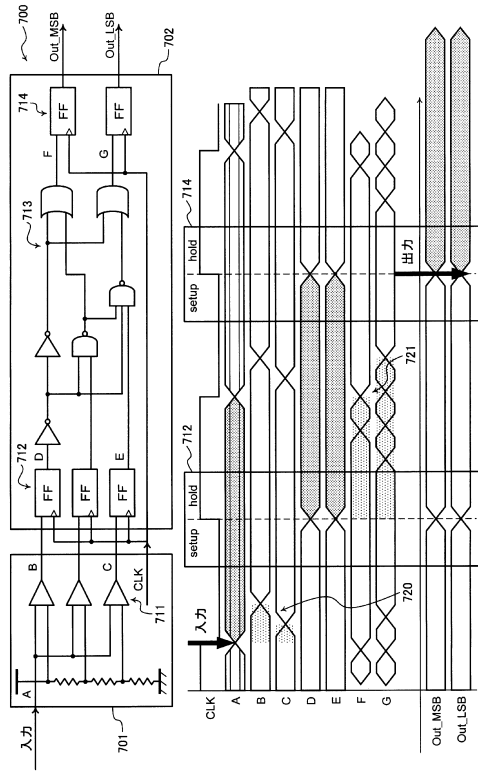 700
Out_MSB
Out_LSB
702
714
FF
FF
F
G
713
712
D
E
FF
FF
FF
B
C
CLK
711
A
入力
701
712
714
setup
hold
setup
hold
入力
出力
720
721
CLK
A
B
C
D
E
F
G
Out_MSB
Out_LSB